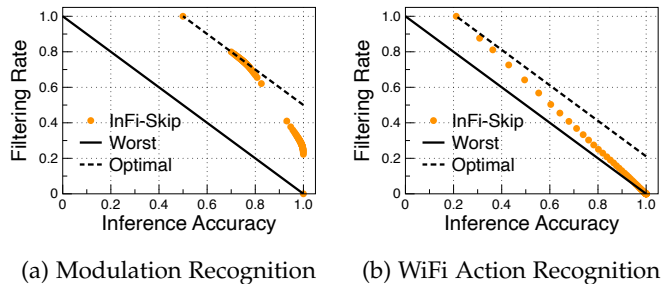 1.0
0.8
0.6
0.4
0.2
0
Filtering Rate
InFi-Skip
Worst
Optimal
0 0.2 0.4 0.6 0.8 1.0
Inference Accuracy
(a) Modulation Recognition
1.0
0.8
0.6
0.4
0.2
0
Filtering Rate
InFi-Skip
Worst
Optimal
0 0.2 0.4 0.6 0.8 1.0
Inference Accuracy
(b) WiFi Action Recognition